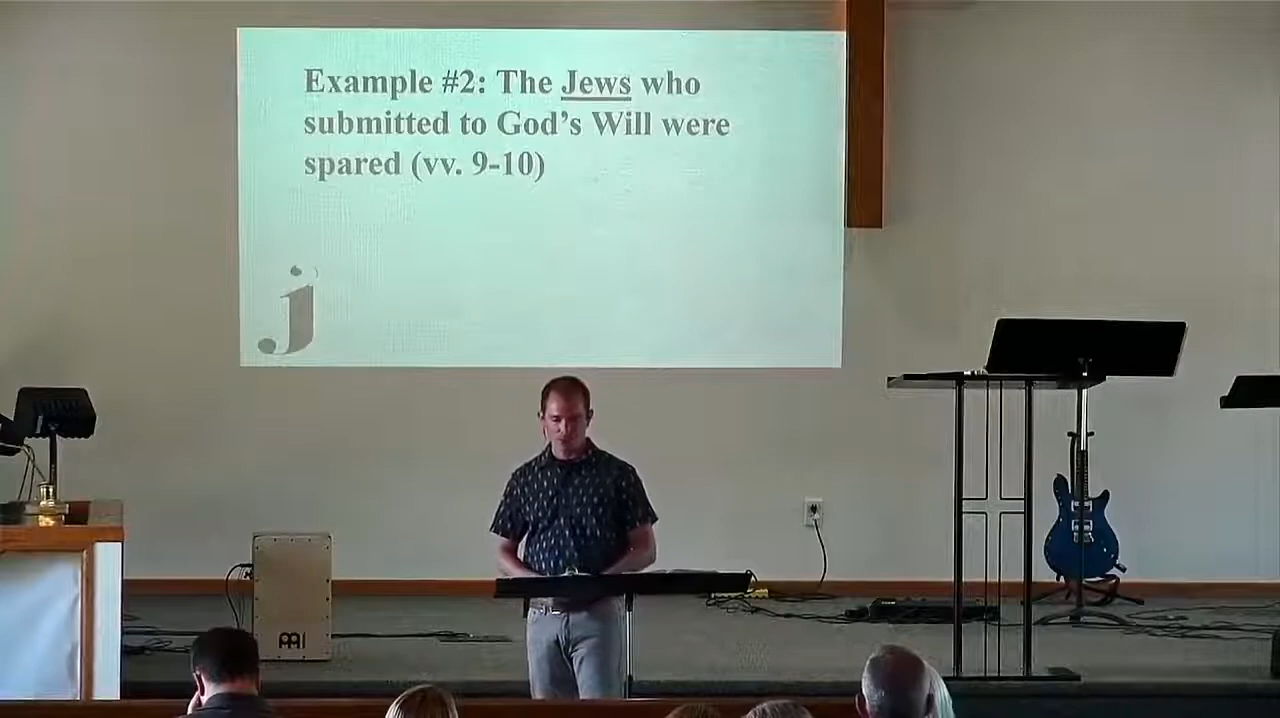 Example #2: The Jews who
submitted to God's Will were
spared (vv. 9-10)
j